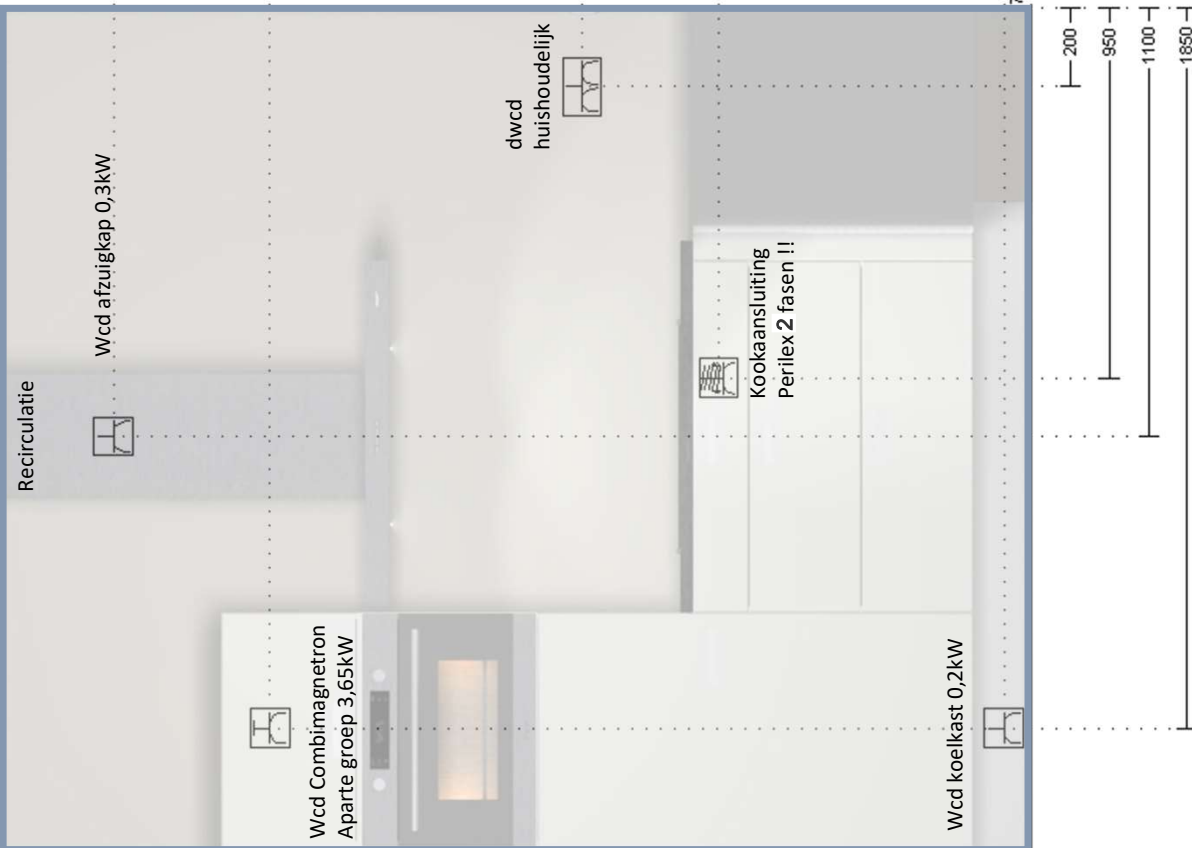 Recirculatie
Wcd afzuigkap 0,3kW
dwcd
huishoudelijk
Wcd Combimagnetron
Aparte groep 3,65kW
Kookaansluiting
Perilex 2 fasen !!
Wcd koelkast 0,2kW
200
950
1100
1850